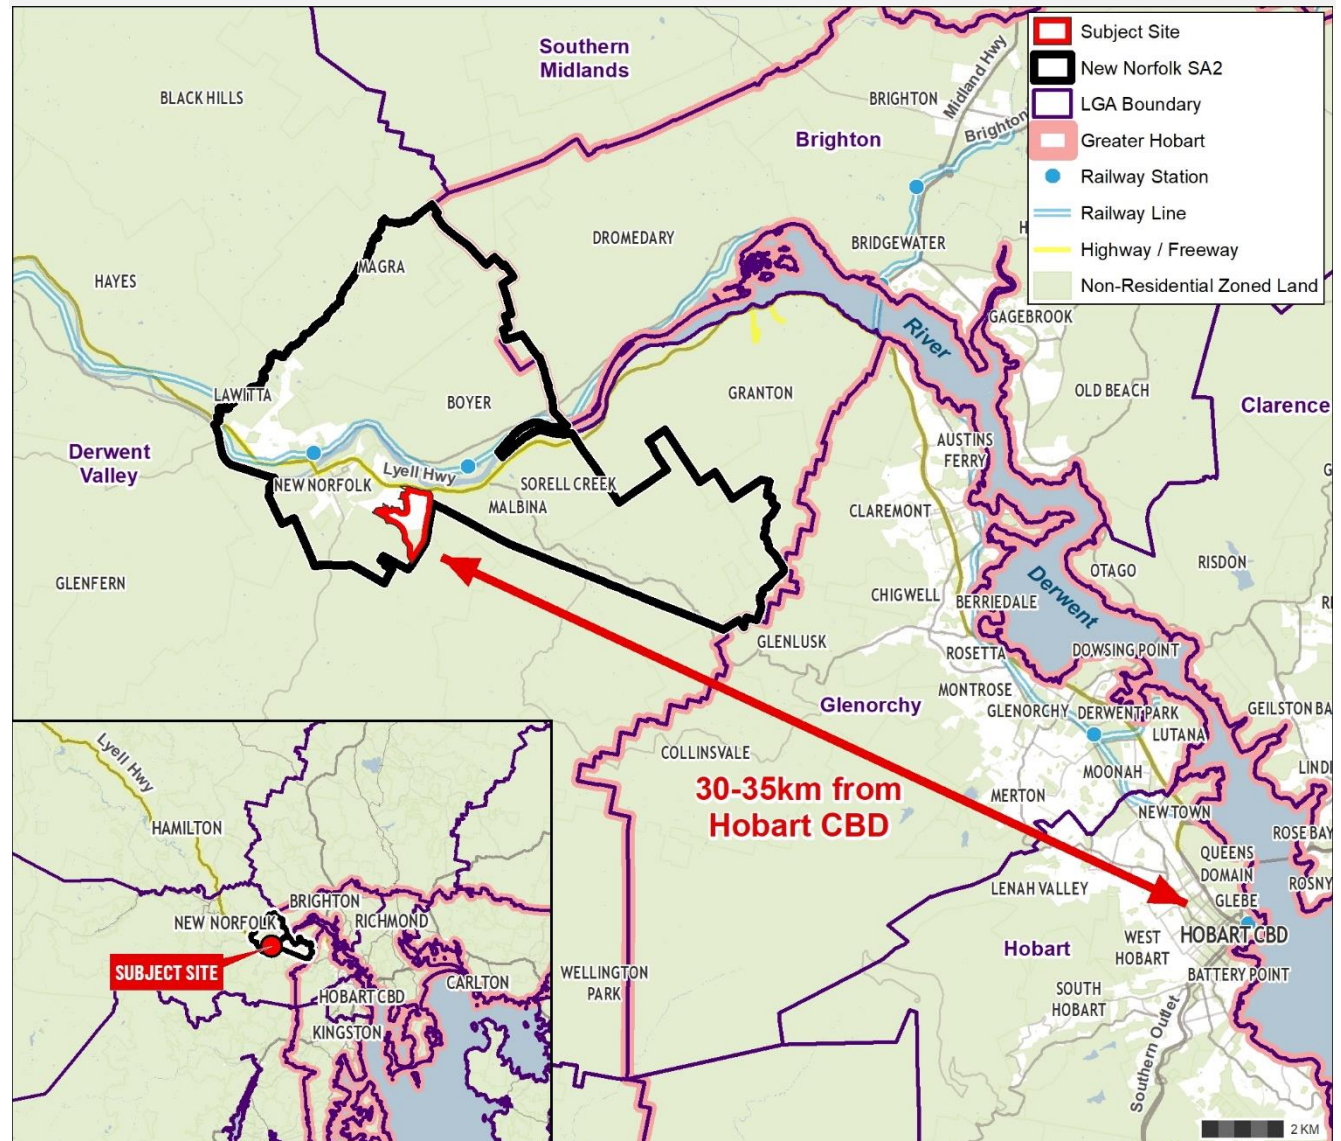 Subject Site
New Norfolk SA2
LGA Boundary
Greater Hobart
Railway Station
Railway Line
Highway / Freeway
Non-Residential Zoned Land
Southern
Midlands
BLACK HILLS
BRIGHTON
Midland Hwy
Brighton
Brighton
DROMEDARY
BRIDGEWATER
MAGRA
HAYES
GAGEBROOK
River
OLD BEACH
GRANTON
BOYER
LAWITTA
Clarence
Derwent
Valley
AUSTINS
FERRY
Lyell Hwy
NEW NORFOLK
SORELL CREEK
MALBINA
CLAREMONT
GLENFERN
OTAGO
RISDON
CHIGWELL
BERRIEDALE
Derwent
GLENLUSK
ROSETTA
DOWSING POINT
MONTROSE
Glenorchy
GLENORCHY
DERWENT PARK
GEILSTON BA
LUTANA
COLLINSVALE
MOONAH
LIND
30-35km from
Hobart CBD
MERTON
NEW TOWN
ROSE BAY
QUEENS
DOMAIN
LENAH VALLEY
GLEBE
ROSNY
Hobart
WEST
HOBART
HOBART CBD
BATTERY POINT
WELLINGTON
PARK
SOUTH
HOBART
Southern Outlet
2 KM
Lyell Hwy
HAMILTON
BRIGHTON
NEW NORFOLK
RICHMOND
SUBJECT SITE
CARLTON
HOBART CBD
KINGSTON